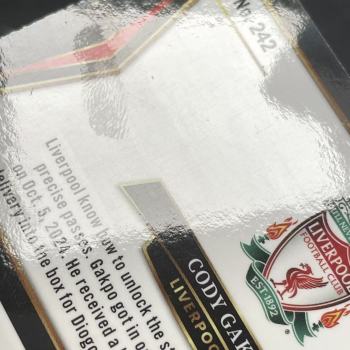 No. 242
CODY GAK
LIVERPOO
Liverpool know how to unlock the s
precise passes. Gakpo got in o
on Oct. 5, 2024. He received a
delivery into the box for Diogo
LIVERPOOL
FOOTBALL CLUB
EST·1892